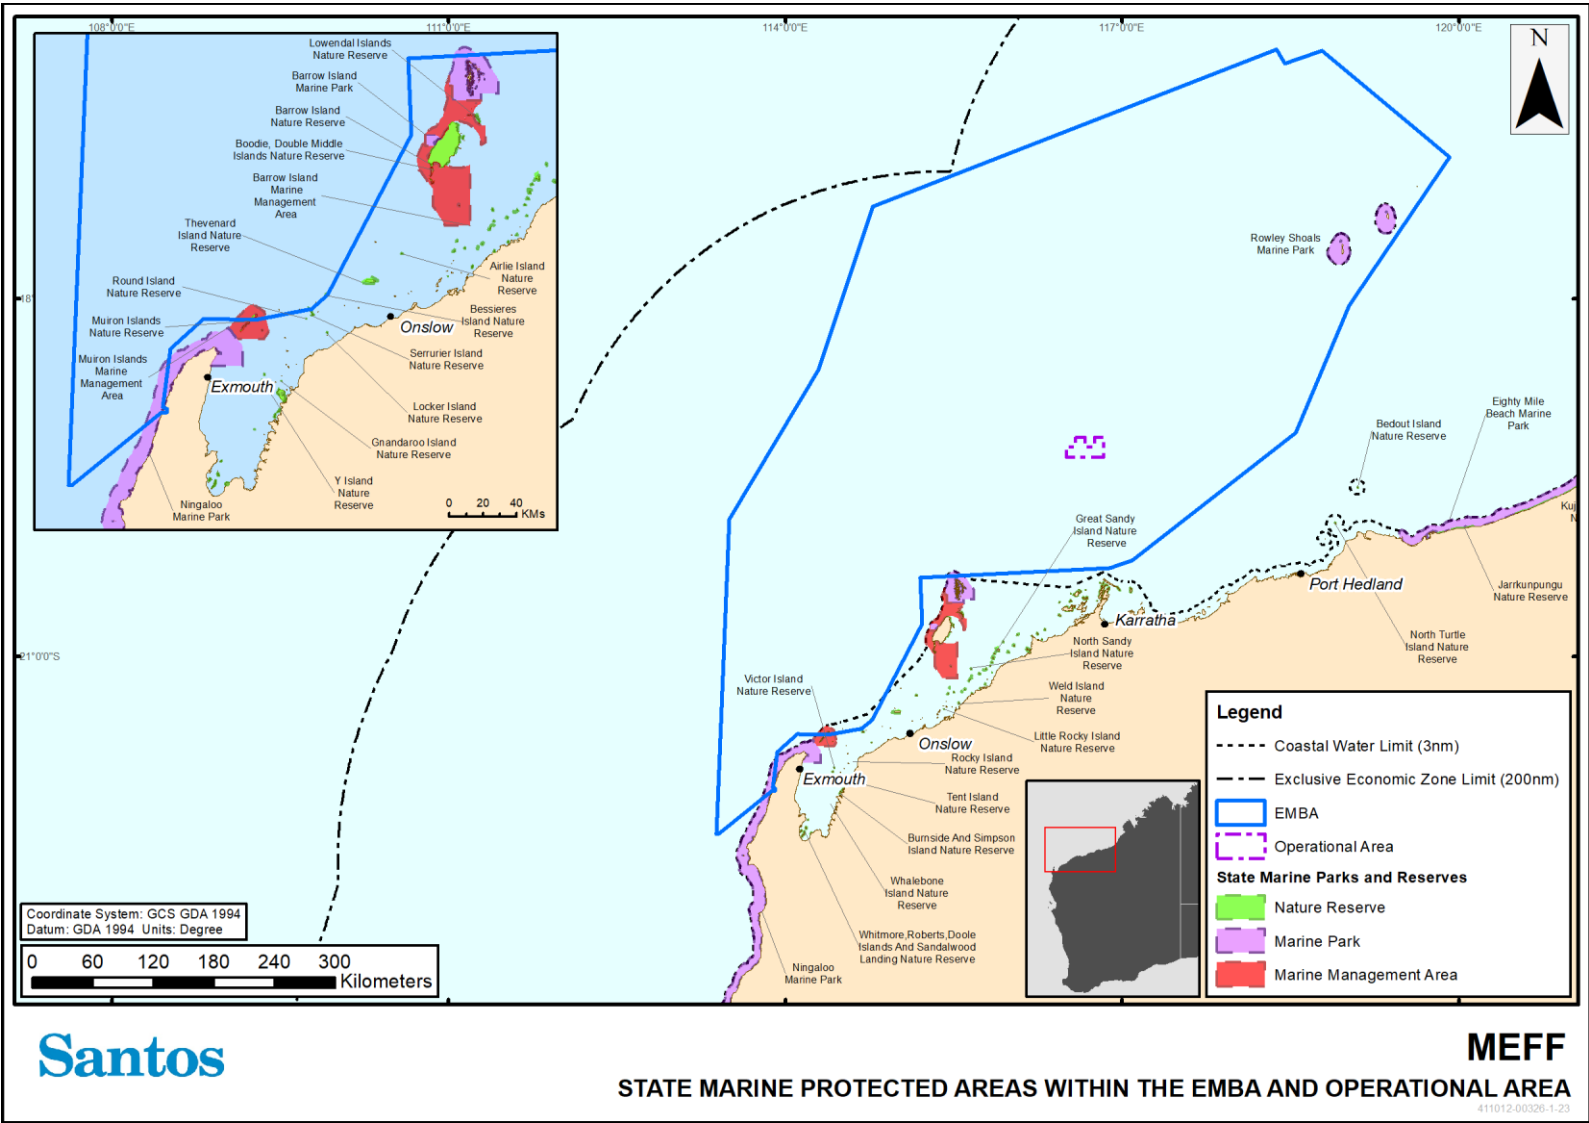 108°0'0"E
111°0'0"E
114°0'0"E
117°0'0"E
120°0'0"E
18°
21°0'0"S
N
Lowendal Islands
Nature Reserve
Barrow Island
Marine Park
Barrow Island
Nature Reserve
Boodie, Double Middle
Islands Nature Reserve
Barrow Island
Marine
Management
Area
Thevenard
Island Nature
Reserve
Round Island
Nature Reserve
Muiron Islands
Nature Reserve
Muiron Islands
Marine
Management
Area
Airlie Island
Nature
Reserve
Bessieres
Island Nature
Reserve
Onslow
Serrurier Island
Nature Reserve
Exmouth
Locker Island
Nature Reserve
Gnandaroo Island
Nature Reserve
Y Island
Nature
Reserve
Ningaloo
Marine Park
0 20 40
KMs
Rowley Shoals
Marine Park
Bedout Island
Nature Reserve
Eighty Mile
Beach Marine
Park
Great Sandy
Island Nature
Reserve
Port Hedland
Jarrkunpungu
Nature Reserve
Karratha
North Turtle
Island Nature
Reserve
North Sandy
Island Nature
Reserve
Victor Island
Nature Reserve
Weld Island
Nature
Reserve
Little Rocky Island
Nature Reserve
Onslow
Rocky Island
Nature Reserve
Exmouth
Tent Island
Nature Reserve
Burnside And Simpson
Island Nature Reserve
Whalebone
Island Nature
Reserve
Whitmore,Roberts,Doole
Islands And Sandalwood
Landing Nature Reserve
Ningaloo
Marine Park
Legend
Coastal Water Limit (3nm)
Exclusive Economic Zone Limit (200nm)
EMBA
Operational Area
State Marine Parks and Reserves
Nature Reserve
Marine Park
Marine Management Area
Coordinate System: GCS GDA 1994
Datum: GDA 1994 Units: Degree
0 60 120 180 240 300
Kilometers
Santos
MEFF
STATE MARINE PROTECTED AREAS WITHIN THE EMBA AND OPERATIONAL AREA
411012-00326-1-23